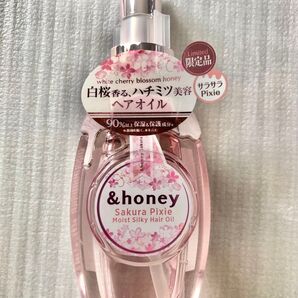 white cherry blossom honey
白桜香る、ハチミツ美容
ヘアオイル
90%以上保湿&保護成分※
Limited
限定品
サラサラ
Pixie
&honey
Sakura Pixie
Moist Silky Hair Oil